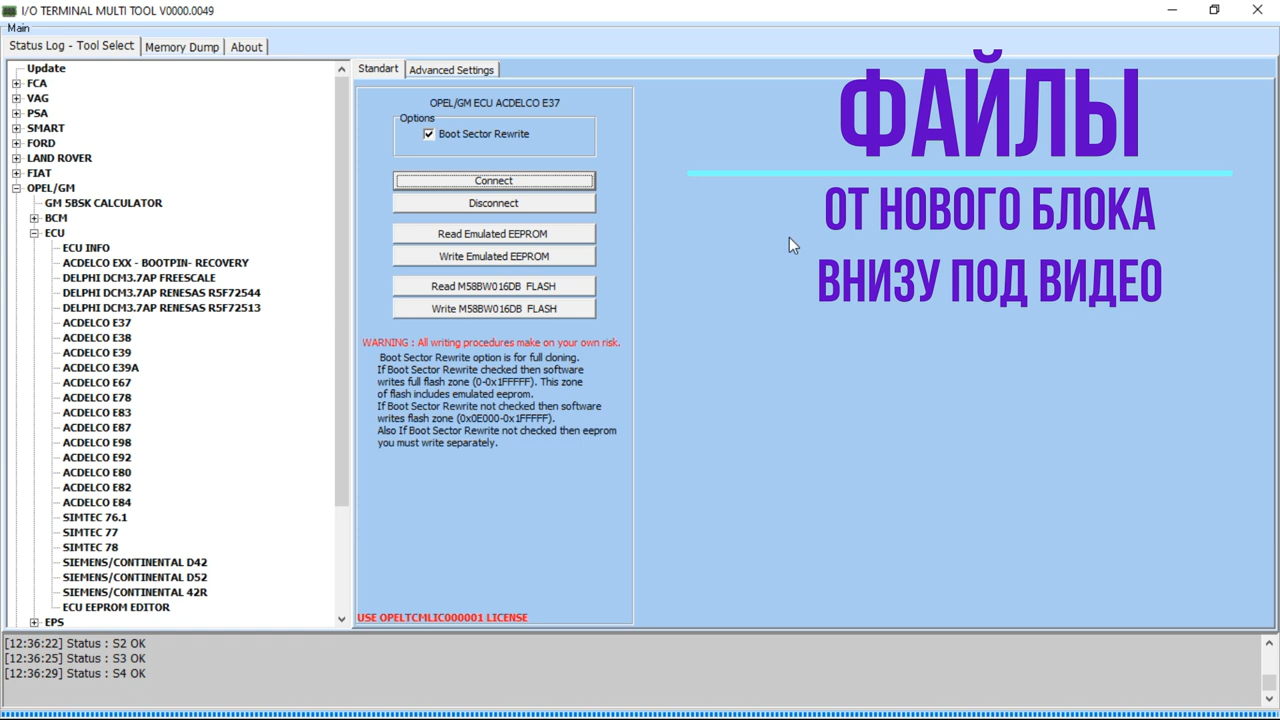 I/O TERMINAL MULTI TOOL V0000.0049
Main
Status Log - Tool Select
Memory Dump
About
Update
FCA
VAG
PSA
SMART
FORD
LAND ROVER
FIAT
OPEL/GM
GM 5BSK CALCULATOR
BCM
ECU
ECU INFO
ACDELCO EXX - BOOTPIN- RECOVERY
DELPHI DCM3.7AP FREESCALE
DELPHI DCM3.7AP RENESAS R5F72544
DELPHI DCM3.7AP RENESAS R5F72513
ACDELCO E37
ACDELCO E38
ACDELCO E39
ACDELCO E39A
ACDELCO E67
ACDELCO E78
ACDELCO E83
ACDELCO E87
ACDELCO E98
ACDELCO E92
ACDELCO E80
ACDELCO E82
ACDELCO E84
SIMTEC 76.1
SIMTEC 77
SIMTEC 78
SIEMENS/CONTINENTAL D42
SIEMENS/CONTINENTAL D52
SIEMENS/CONTINENTAL 42R
ECU EEPROM EDITOR
EPS
Standart
Advanced Settings
OPEL/GM ECU ACDELCO E37
Options
Boot Sector Rewrite
Connect
Disconnect
Read Emulated EEPROM
Write Emulated EEPROM
Read M58BW016DB FLASH
Write M58BW016DB FLASH
WARNING : All writing procedures make on your own risk.
Boot Sector Rewrite option is for full cloning.
If Boot Sector Rewrite checked then software
writes full flash zone (0-0x1FFFFF). This zone
of flash includes emulated eeprom.
If Boot Sector Rewrite not checked then software
writes flash zone (0x0E000-0x1FFFFF).
Also If Boot Sector Rewrite not checked then eeprom
you must write separately.
USE OPELTCMLIC000001 LICENSE
ФАЙЛЫ
ОТ НОВОГО БЛОКА
ВНИЗУ ПОД ВИДЕО
[12:36:22] Status : S2 OK
[12:36:25] Status : S3 OK
[12:36:29] Status : S4 OK